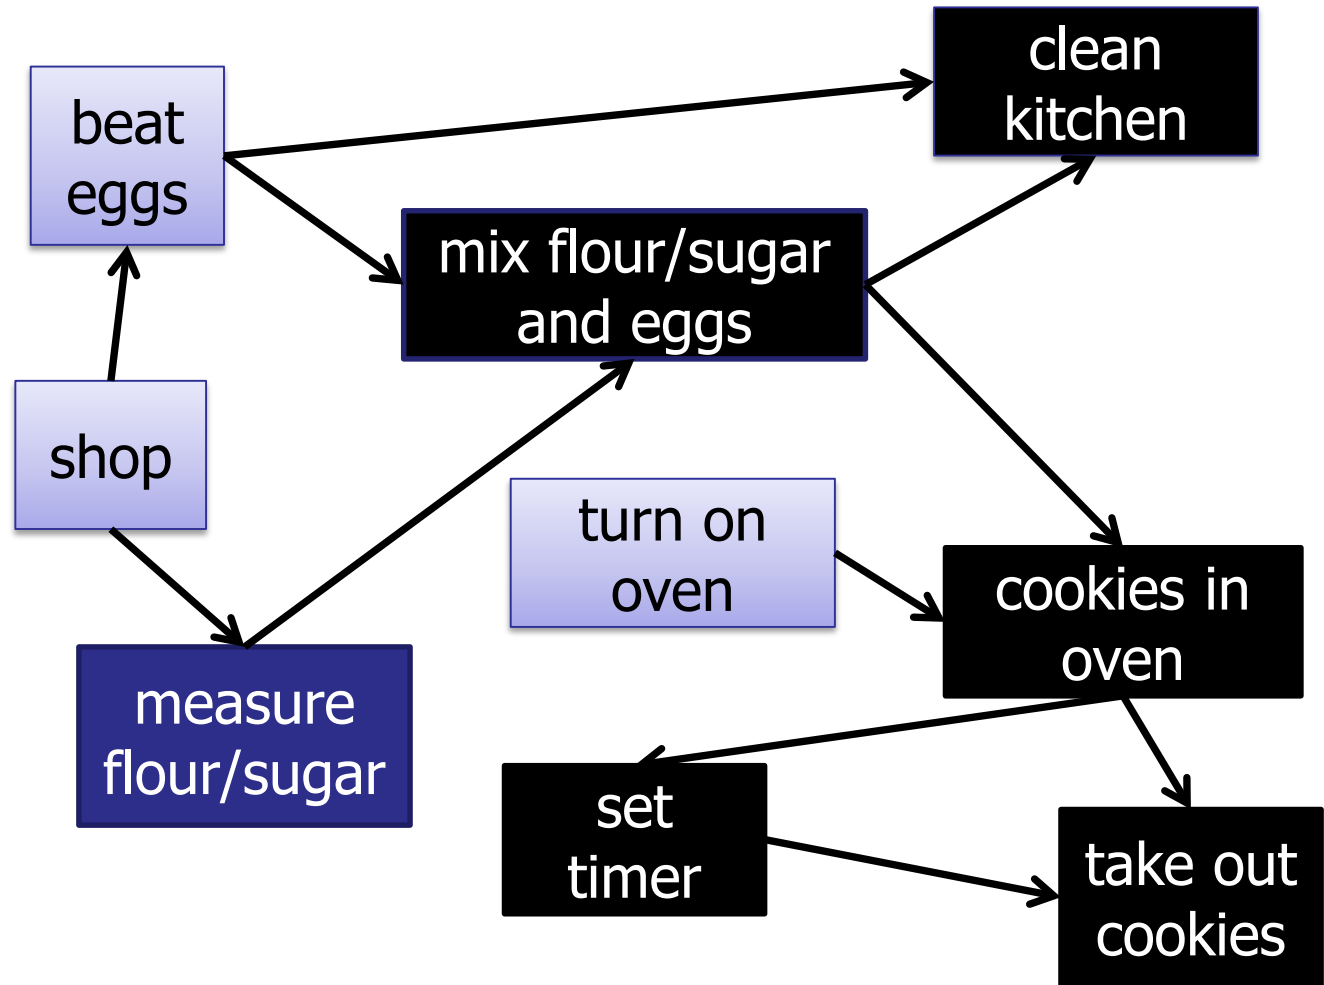 clean
kitchen
beat
eggs
mix flour/sugar
and eggs
shop
turn on
oven
cookies in
oven
measure
flour/sugar
set
timer
take out
cookies